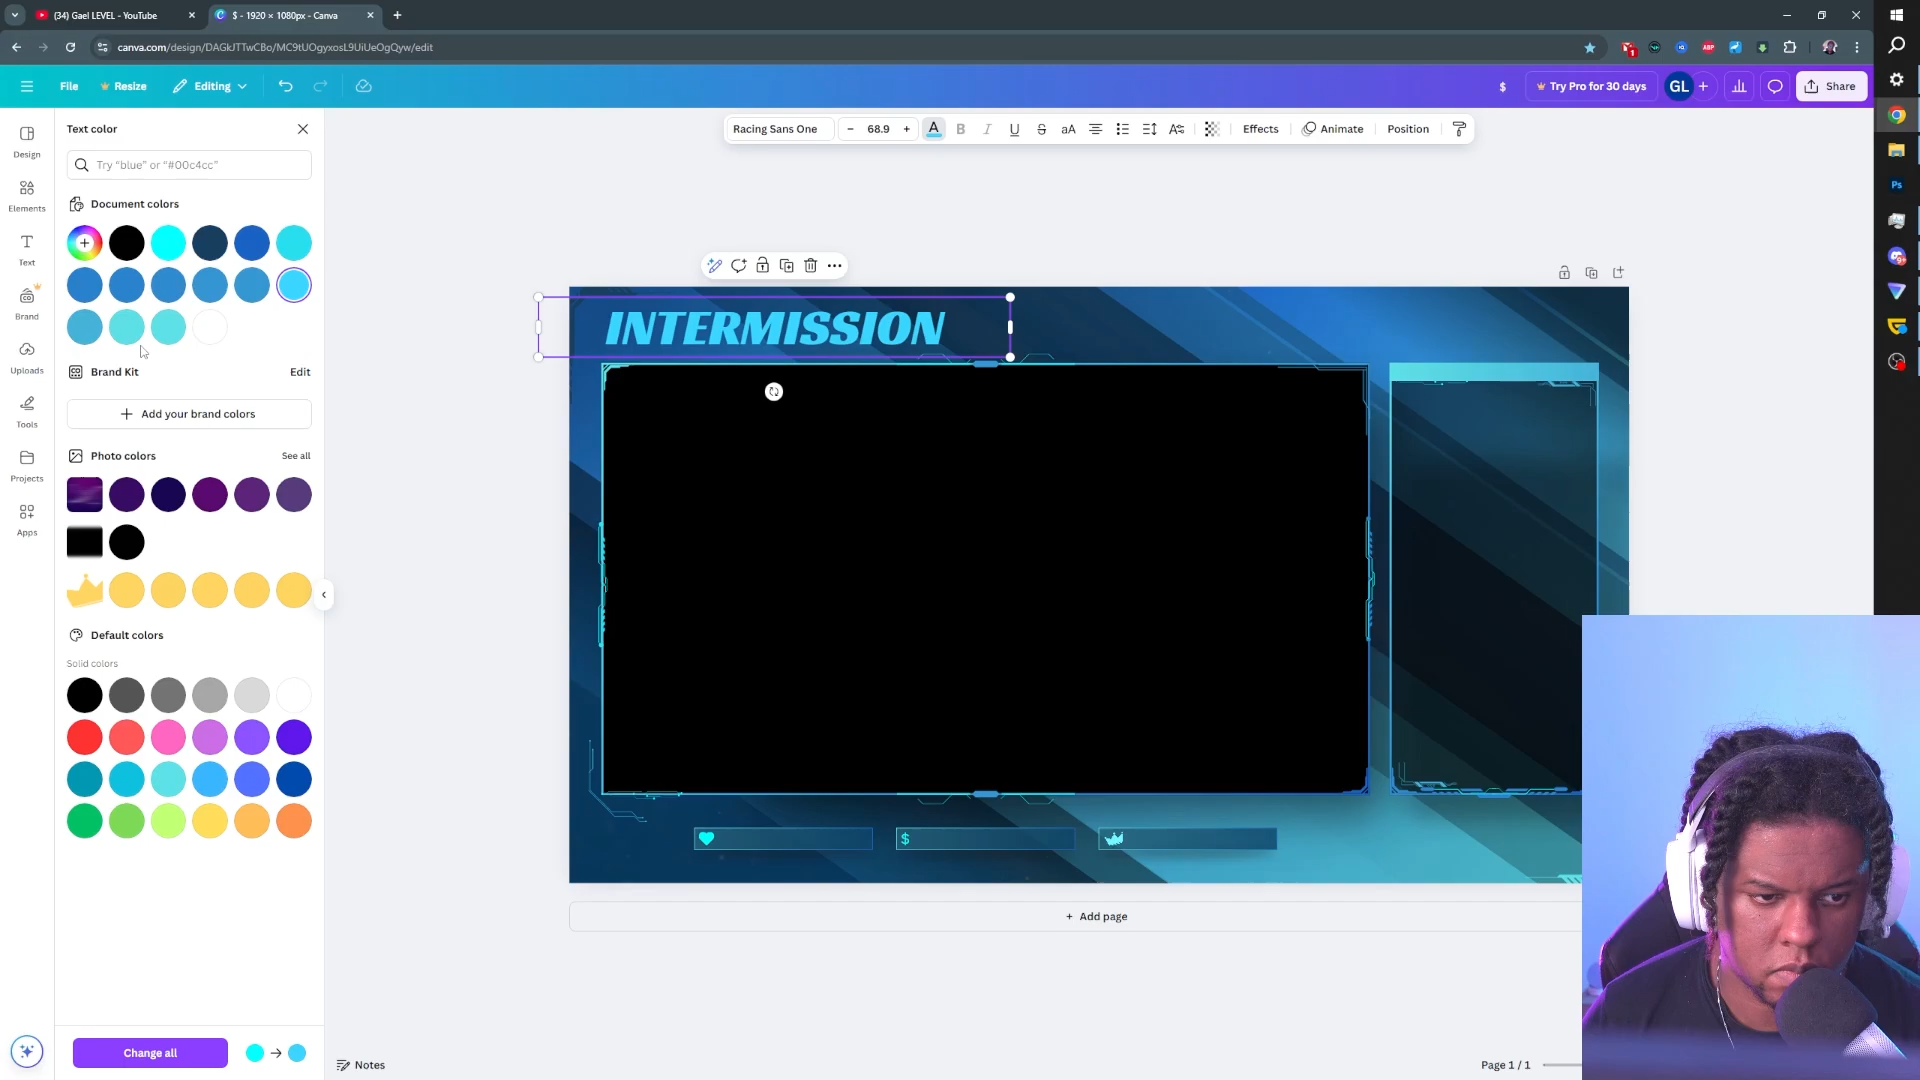 (34) Gael LEVEL - YouTube
$ - 1920 × 1080px - Canva
canva.com/design/DAGkJTTwCBo/MC9tUOgyxosL9UiUeOgQyw/edit
File
Resize
Editing
$
Try Pro for 30 days
GL
Share
Design
Elements
Text
Brand
Uploads
Tools
Projects
Apps
Text color
Try “blue” or “#00c4cc”
Document colors
Brand Kit
Edit
Add your brand colors
Photo colors
See all
Default colors
Solid colors
Change all
Racing Sans One
68.9
Effects
Animate
Position
INTERMISSION
$
+ Add page
Notes
Page 1 / 1